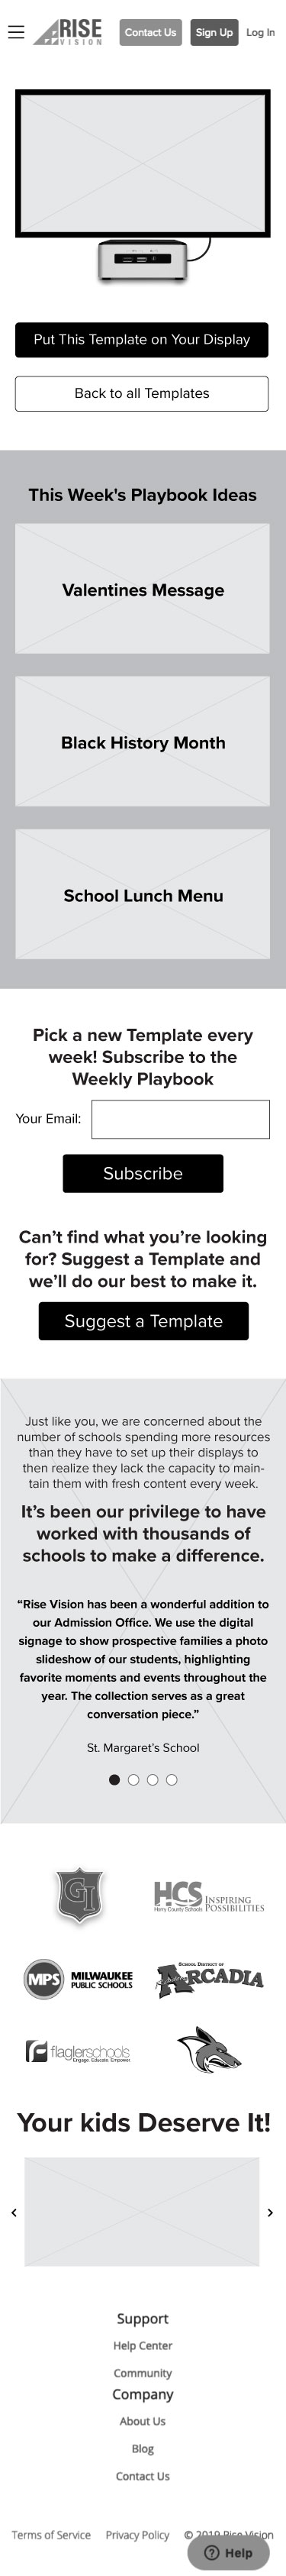 RISE
VISION
Contact Us
Sign Up
Log In
Put This Template on Your Display
Back to all Templates
This Week's Playbook Ideas
Valentines Message
Black History Month
School Lunch Menu
Pick a new Template every
week! Subscribe to the
Weekly Playbook
Your Email:
Subscribe
Can’t find what you’re looking
for? Suggest a Template and
we’ll do our best to make it.
Suggest a Template
Just like you, we are concerned about the
number of schools spending more resources
than they have to set up their displays to
then realize they lack the capacity to main-
tain them with fresh content every week.
It’s been our privilege to have
worked with thousands of
schools to make a difference.
“Rise Vision has been a wonderful addition to
our Admission Office. We use the digital
signage to show prospective families a photo
slideshow of our students, highlighting
favorite moments and events throughout the
year. The collection serves as a great
conversation piece.”
St. Margaret’s School
GI
HCS
Horry County Schools
INSPIRING
POSSIBILITIES
MPS
MILWAUKEE
PUBLIC SCHOOLS
SCHOOL DISTRICT OF
ARCADIA
flaglerschools
Engage. Educate. Empower.
Your kids Deserve It!
Support
Help Center
Community
Company
About Us
Blog
Contact Us
Terms of Service
Privacy Policy
© 2019 Rise Vision
Help